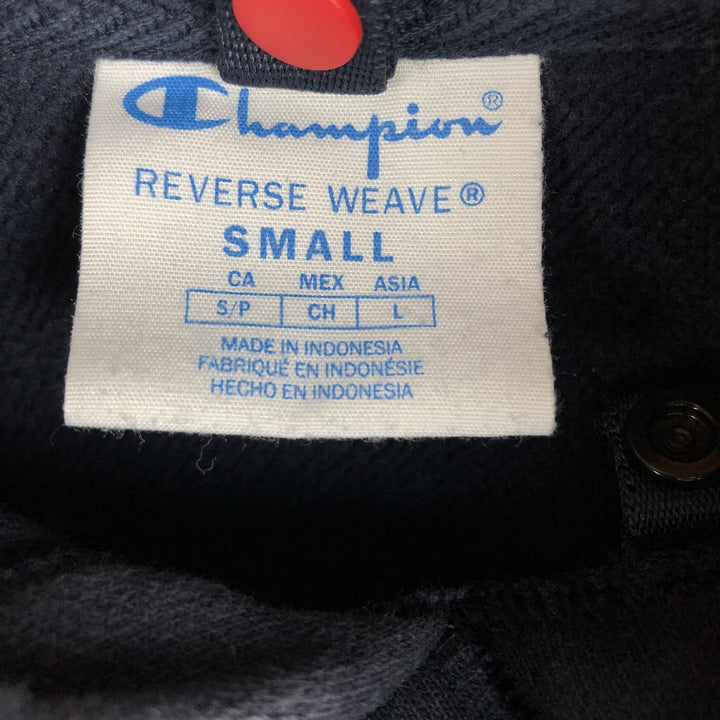 Champion®
REVERSE WEAVE®
SMALL
CA MEX ASIA
S/P CH L
MADE IN INDONESIA
FABRIQUÉ EN INDONÉSIE
HECHO EN INDONESIA